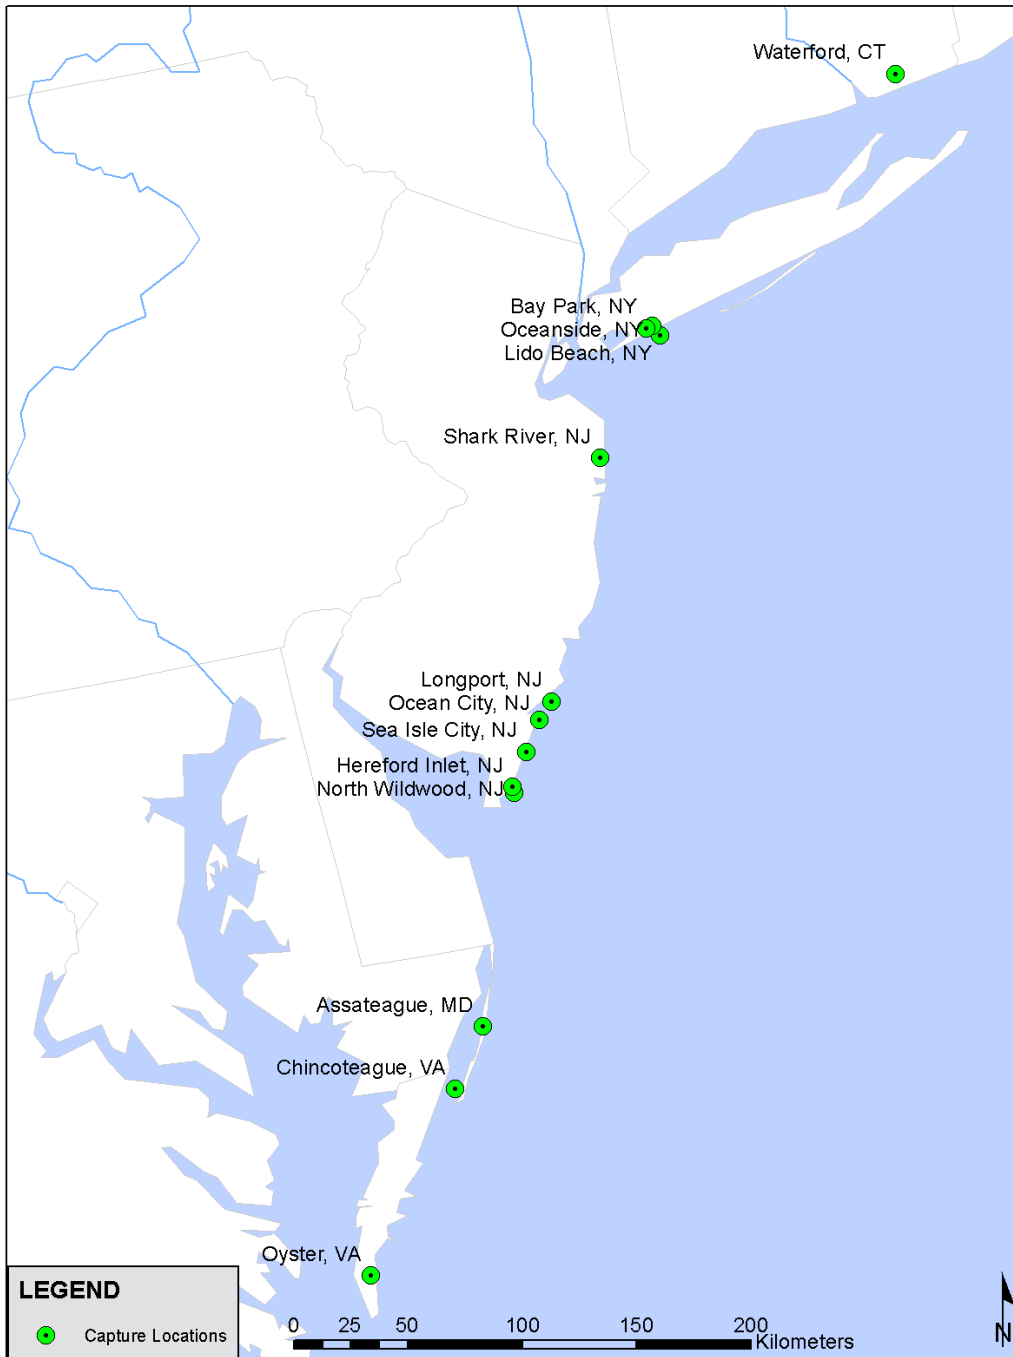 Waterford, CT
Bay Park, NY
Oceanside, NY
Lido Beach, NY
Shark River, NJ
Longport, NJ
Ocean City, NJ
Sea Isle City, NJ
Hereford Inlet, NJ
North Wildwood, NJ
Assateague, MD
Chincoteague, VA
Oyster, VA
LEGEND
Capture Locations
0 25 50 100 150 200
Kilometers
N